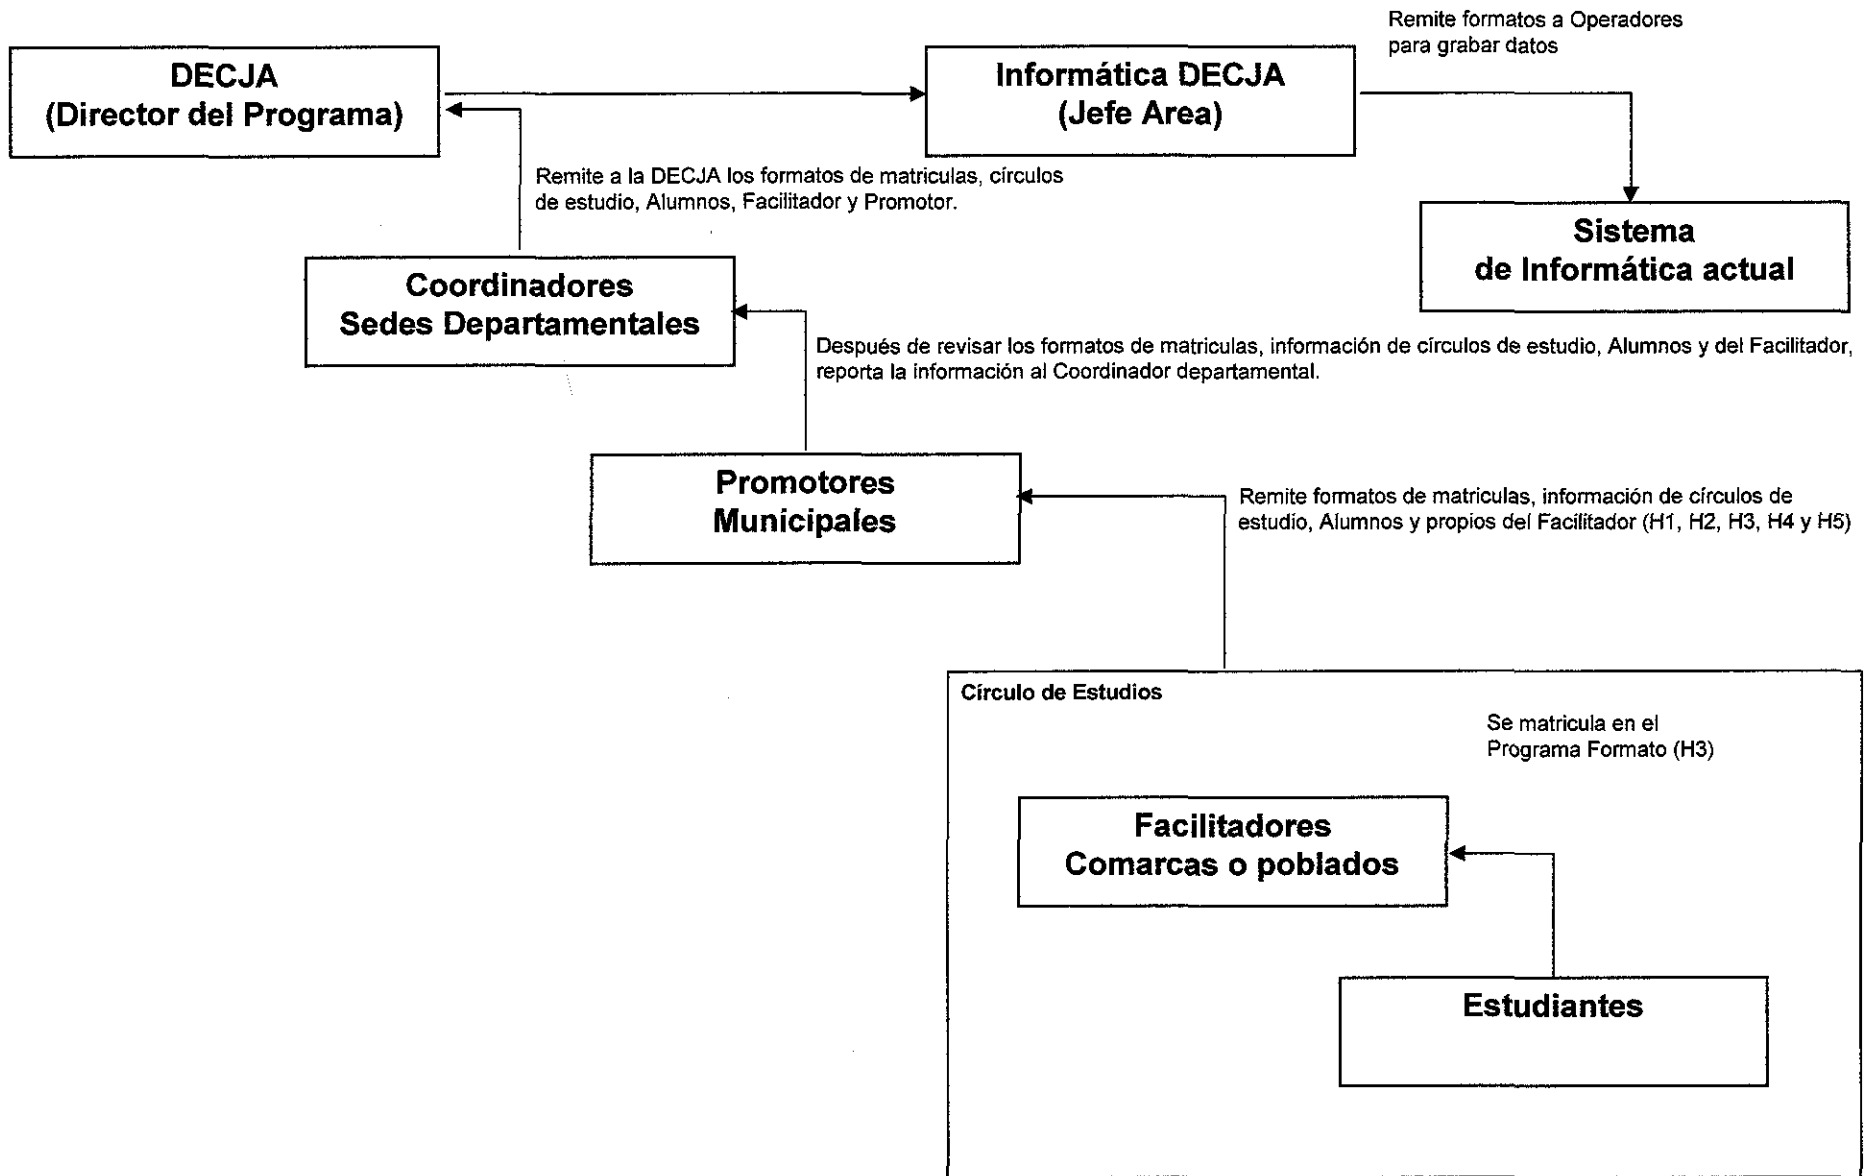 Remite formatos a Operadores
para grabar datos
DECJA
(Director del Programa)
Informática DECJA
(Jefe Area)
Remite a la DECJA los formatos de matriculas, círculos
de estudio, Alumnos, Facilitador y Promotor.
Sistema
de Informática actual
Coordinadores
Sedes Departamentales
Después de revisar los formatos de matriculas, información de círculos de estudio, Alumnos y del Facilitador,
reporta la información al Coordinador departamental.
Promotores
Municipales
Remite formatos de matriculas, información de círculos de
estudio, Alumnos y propios del Facilitador (H1, H2, H3, H4 y H5)
Círculo de Estudios
Se matricula en el
Programa Formato (H3)
Facilitadores
Comarcas o poblados
Estudiantes